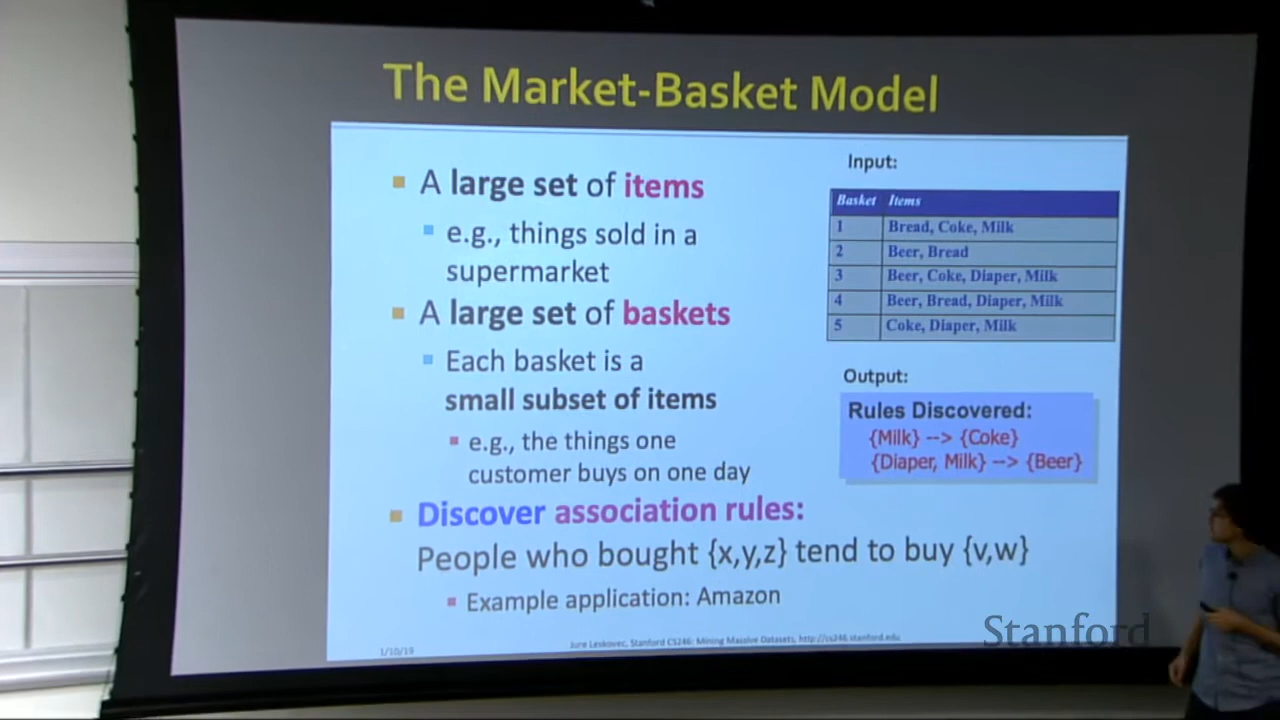 The Market-Basket Model
A large set of items
e.g., things sold in a
supermarket
A large set of baskets
Each basket is a
small subset of items
e.g., the things one
customer buys on one day
Discover association rules:
People who bought {x,y,z} tend to buy {v,w}
Example application: Amazon
Input:
Basket Items
1 Bread, Coke, Milk
2 Beer, Bread
3 Beer, Coke, Diaper, Milk
4 Beer, Bread, Diaper, Milk
5 Coke, Diaper, Milk
Output:
Rules Discovered:
{Milk} --> {Coke}
{Diaper, Milk} --> {Beer}
1/10/19
Jure Leskovec, Stanford CS246: Mining Massive Datasets, http://cs246.stanford.edu
Stanford